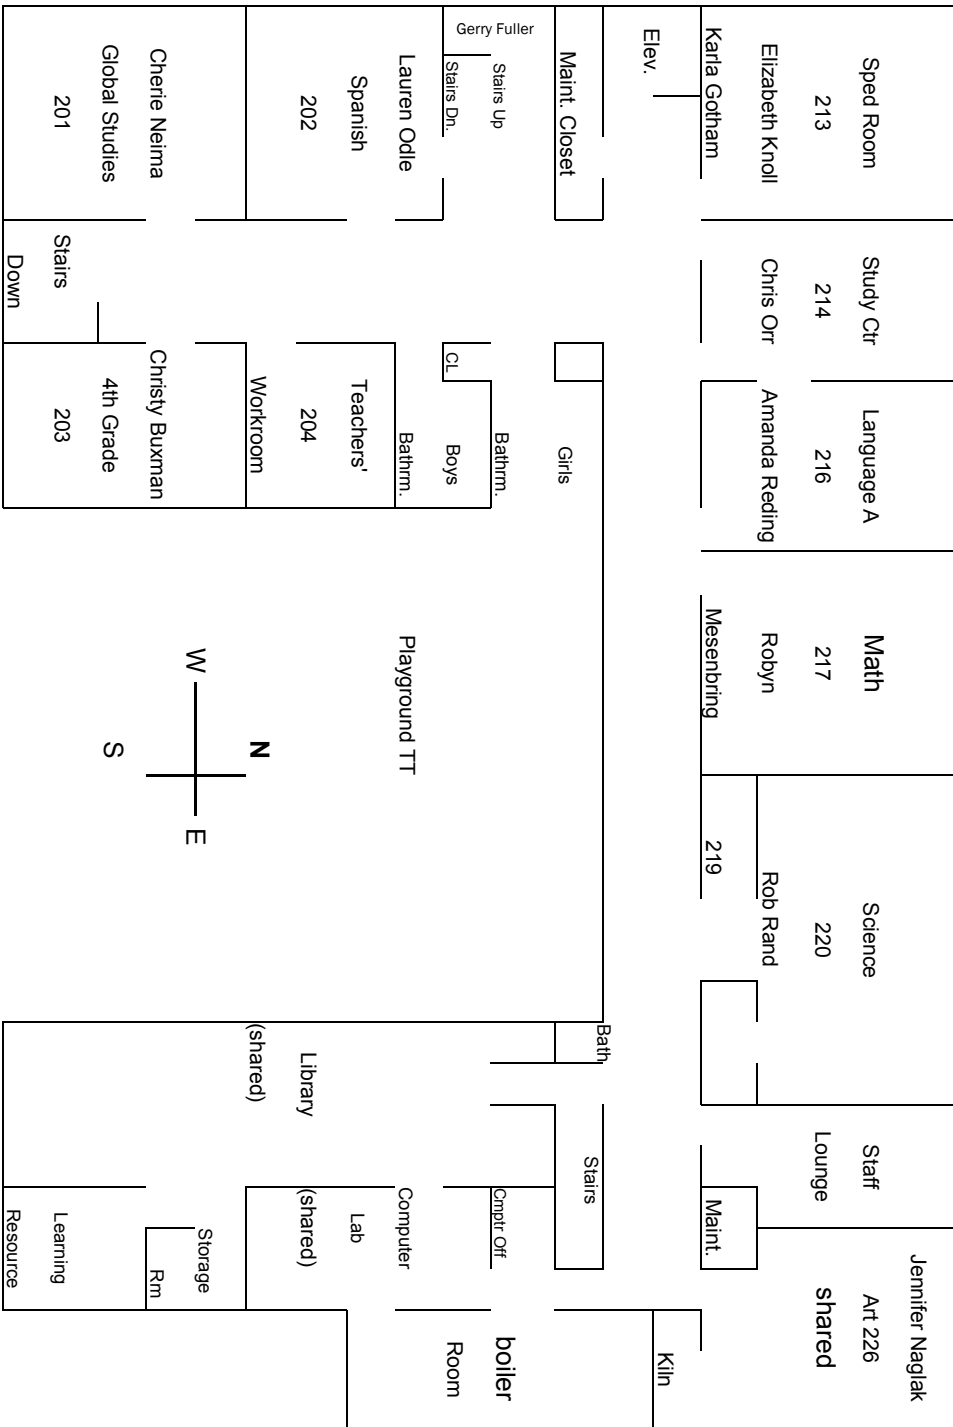 Sped Room
213
Elizabeth Knoll
Karla Gotham
Study Ctr
214
Chris Orr
Language A
216
Amanda Reding
Math
217
Robyn
Mesenbring
Science
220
Rob Rand
219
Staff
Lounge
Maint.
Jennifer Naglak
Art 226
shared
Elev.
Maint. Closet
Gerry Fuller
Stairs Up
Stairs Dn.
Lauren Odle
Spanish
202
Cherie Neima
Global Studies
201
Stairs
Down
Girls
Bathrm.
CL
Boys
Bathrm.
Teachers'
204
Workroom
Christy Buxman
4th Grade
203
Playground TT
N
W
E
S
Bath
Stairs
Library
(shared)
Cmptr Off
Computer
Lab
(shared)
Storage
Rm
Learning
Resource
Kiln
boiler
Room